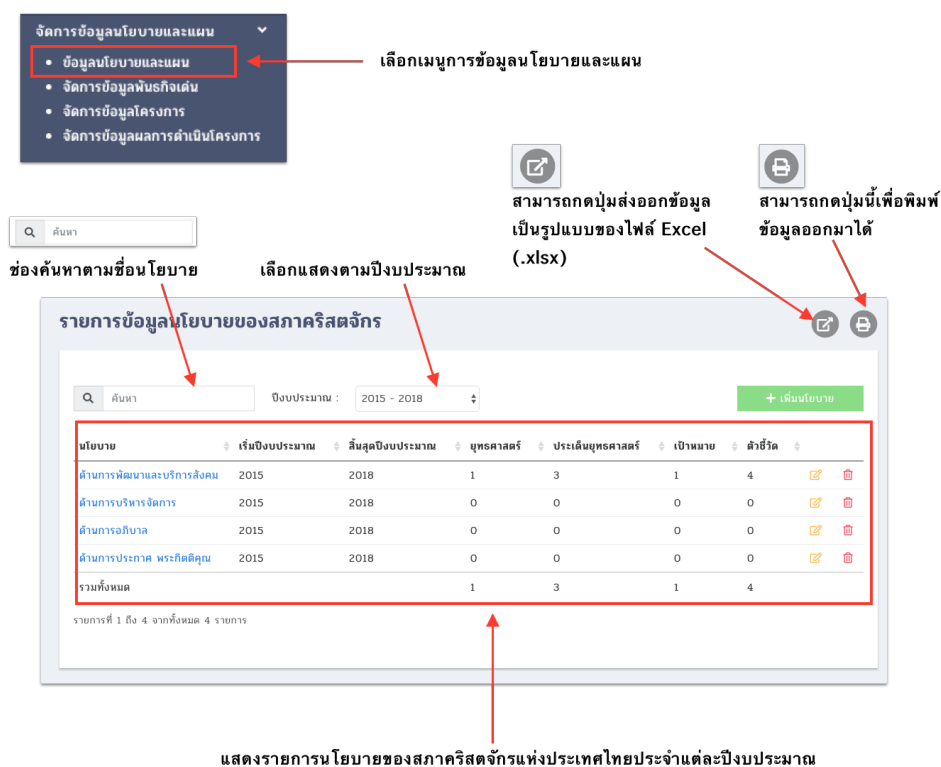 จัดการข้อมูลนโยบายและแผน
ข้อมูลนโยบายและแผน
เลือกเมนูการข้อมูลนโยบายและแผน
จัดการข้อมูลพันธกิจเด่น
จัดการข้อมูลโครงการ
จัดการข้อมูลผลการดำเนินโครงการ
สามารถกดปุ่มส่งออกข้อมูล
เป็นรูปแบบของไฟล์ Excel
(.xlsx)
สามารถกดปุ่มนี้เพื่อพิมพ์
ข้อมูลออกมาได้
ค้นหา
ช่องค้นหาตามชื่อนโยบาย
เลือกแสดงตามปีงบประมาณ
รายการข้อมูลนโยบายของสภาคริสตจักร
ค้นหา ปีงบประมาณ : 2015 - 2018 + เพิ่มนโยบาย
นโยบาย เริ่มปีงบประมาณ สิ้นสุดปีงบประมาณ ยุทธศาสตร์ ประเด็นยุทธศาสตร์ เป้าหมาย ตัวชี้วัด
ด้านการพัฒนาและบริการสังคม 2015 2018 1 3 1 4
ด้านการบริหารจัดการ 2015 2018 0 0 0 0
ด้านการอภิบาล 2015 2018 0 0 0 0
ด้านการประกาศ พระกิตติคุณ 2015 2018 0 0 0 0
รวมทั้งหมด 1 3 1 4
รายการที่ 1 ถึง 4 จากทั้งหมด 4 รายการ
แสดงรายการนโยบายของสภาคริสตจักรแห่งประเทศไทยประจำแต่ละปีงบประมาณ